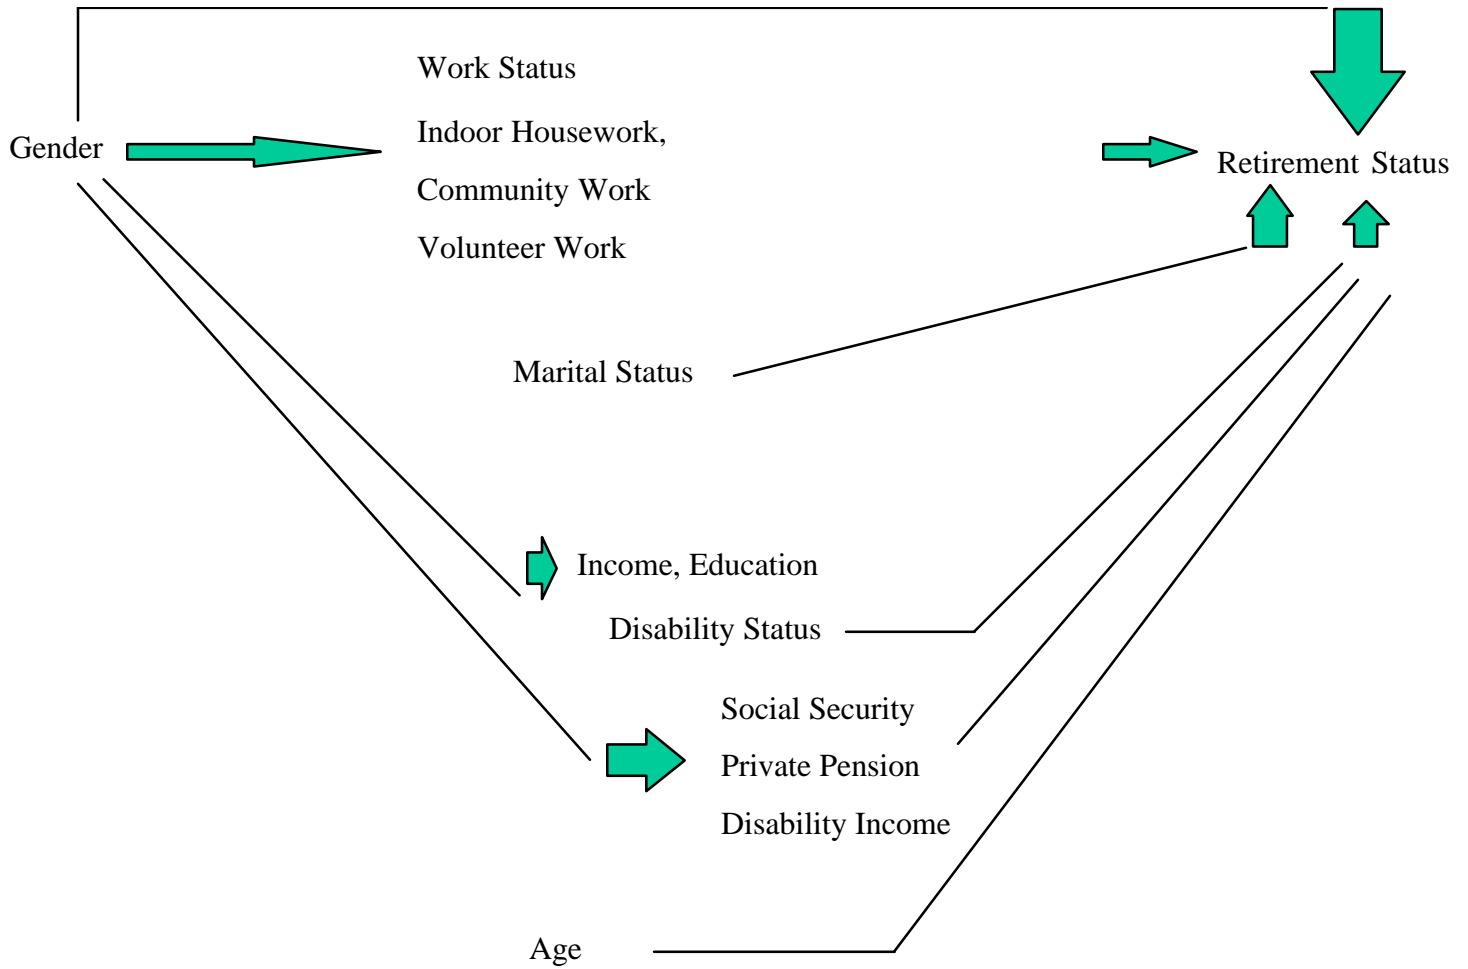 Work Status
Indoor Housework,
Gender
Retirement Status
Community Work
Volunteer Work
Marital Status
Income, Education
Disability Status
Social Security
Private Pension
Disability Income
Age